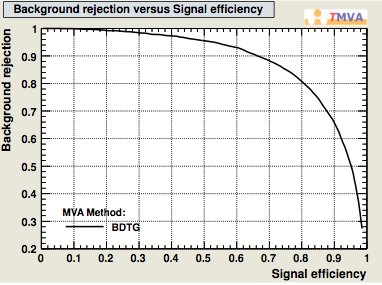 Background rejection versus Signal efficiency
TMVA
Background rejection
1
0.9
0.8
0.7
0.6
0.5
0.4
0.3
0.2
MVA Method:
BDTG
0 0.1 0.2 0.3 0.4 0.5 0.6 0.7 0.8 0.9 1
Signal efficiency